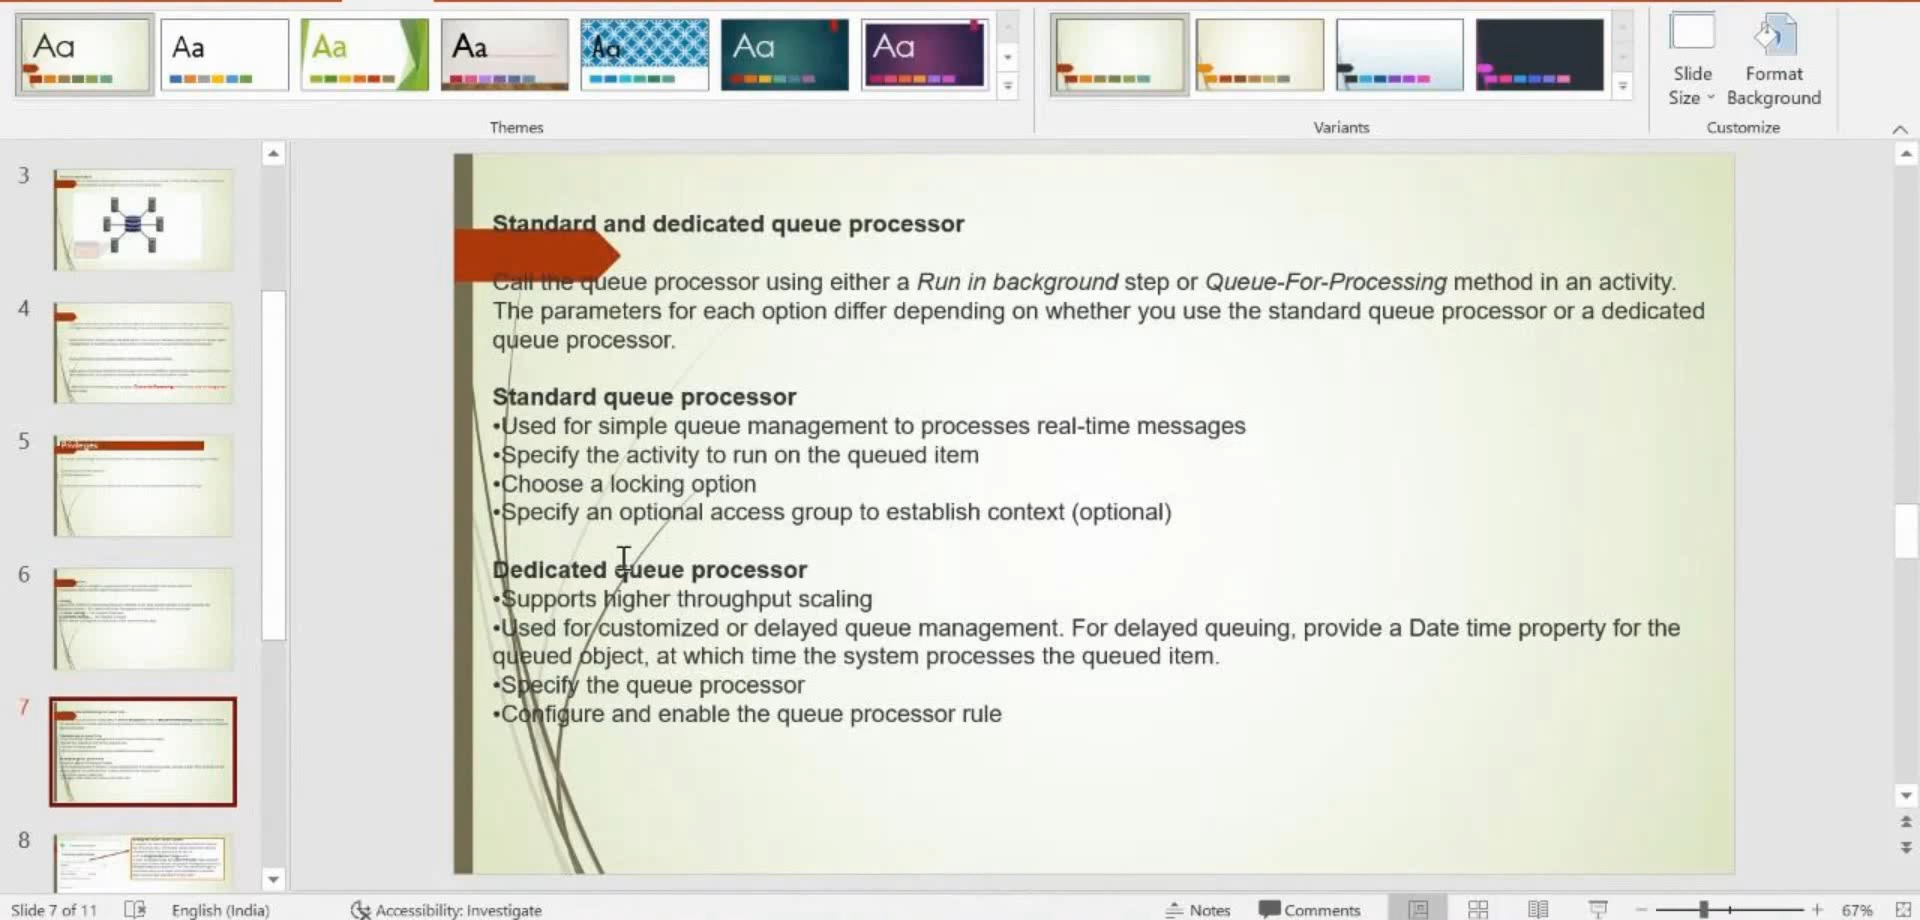 Aa
Aa
Aa
Aa
Aa
Aa
Aa
Slide Size
Format Background
Themes
Variants
Customize
3
4
5
6
7
8
Standard and dedicated queue processor
Call the queue processor using either a Run in background step or Queue-For-Processing method in an activity.
The parameters for each option differ depending on whether you use the standard queue processor or a dedicated
queue processor.
Standard queue processor
•Used for simple queue management to processes real-time messages
•Specify the activity to run on the queued item
•Choose a locking option
•Specify an optional access group to establish context (optional)
Dedicated queue processor
•Supports higher throughput scaling
•Used for customized or delayed queue management. For delayed queuing, provide a Date time property for the
queued object, at which time the system processes the queued item.
•Specify the queue processor
•Configure and enable the queue processor rule
Slide 7 of 11
English (India)
Accessibility: Investigate
Notes
Comments
67%